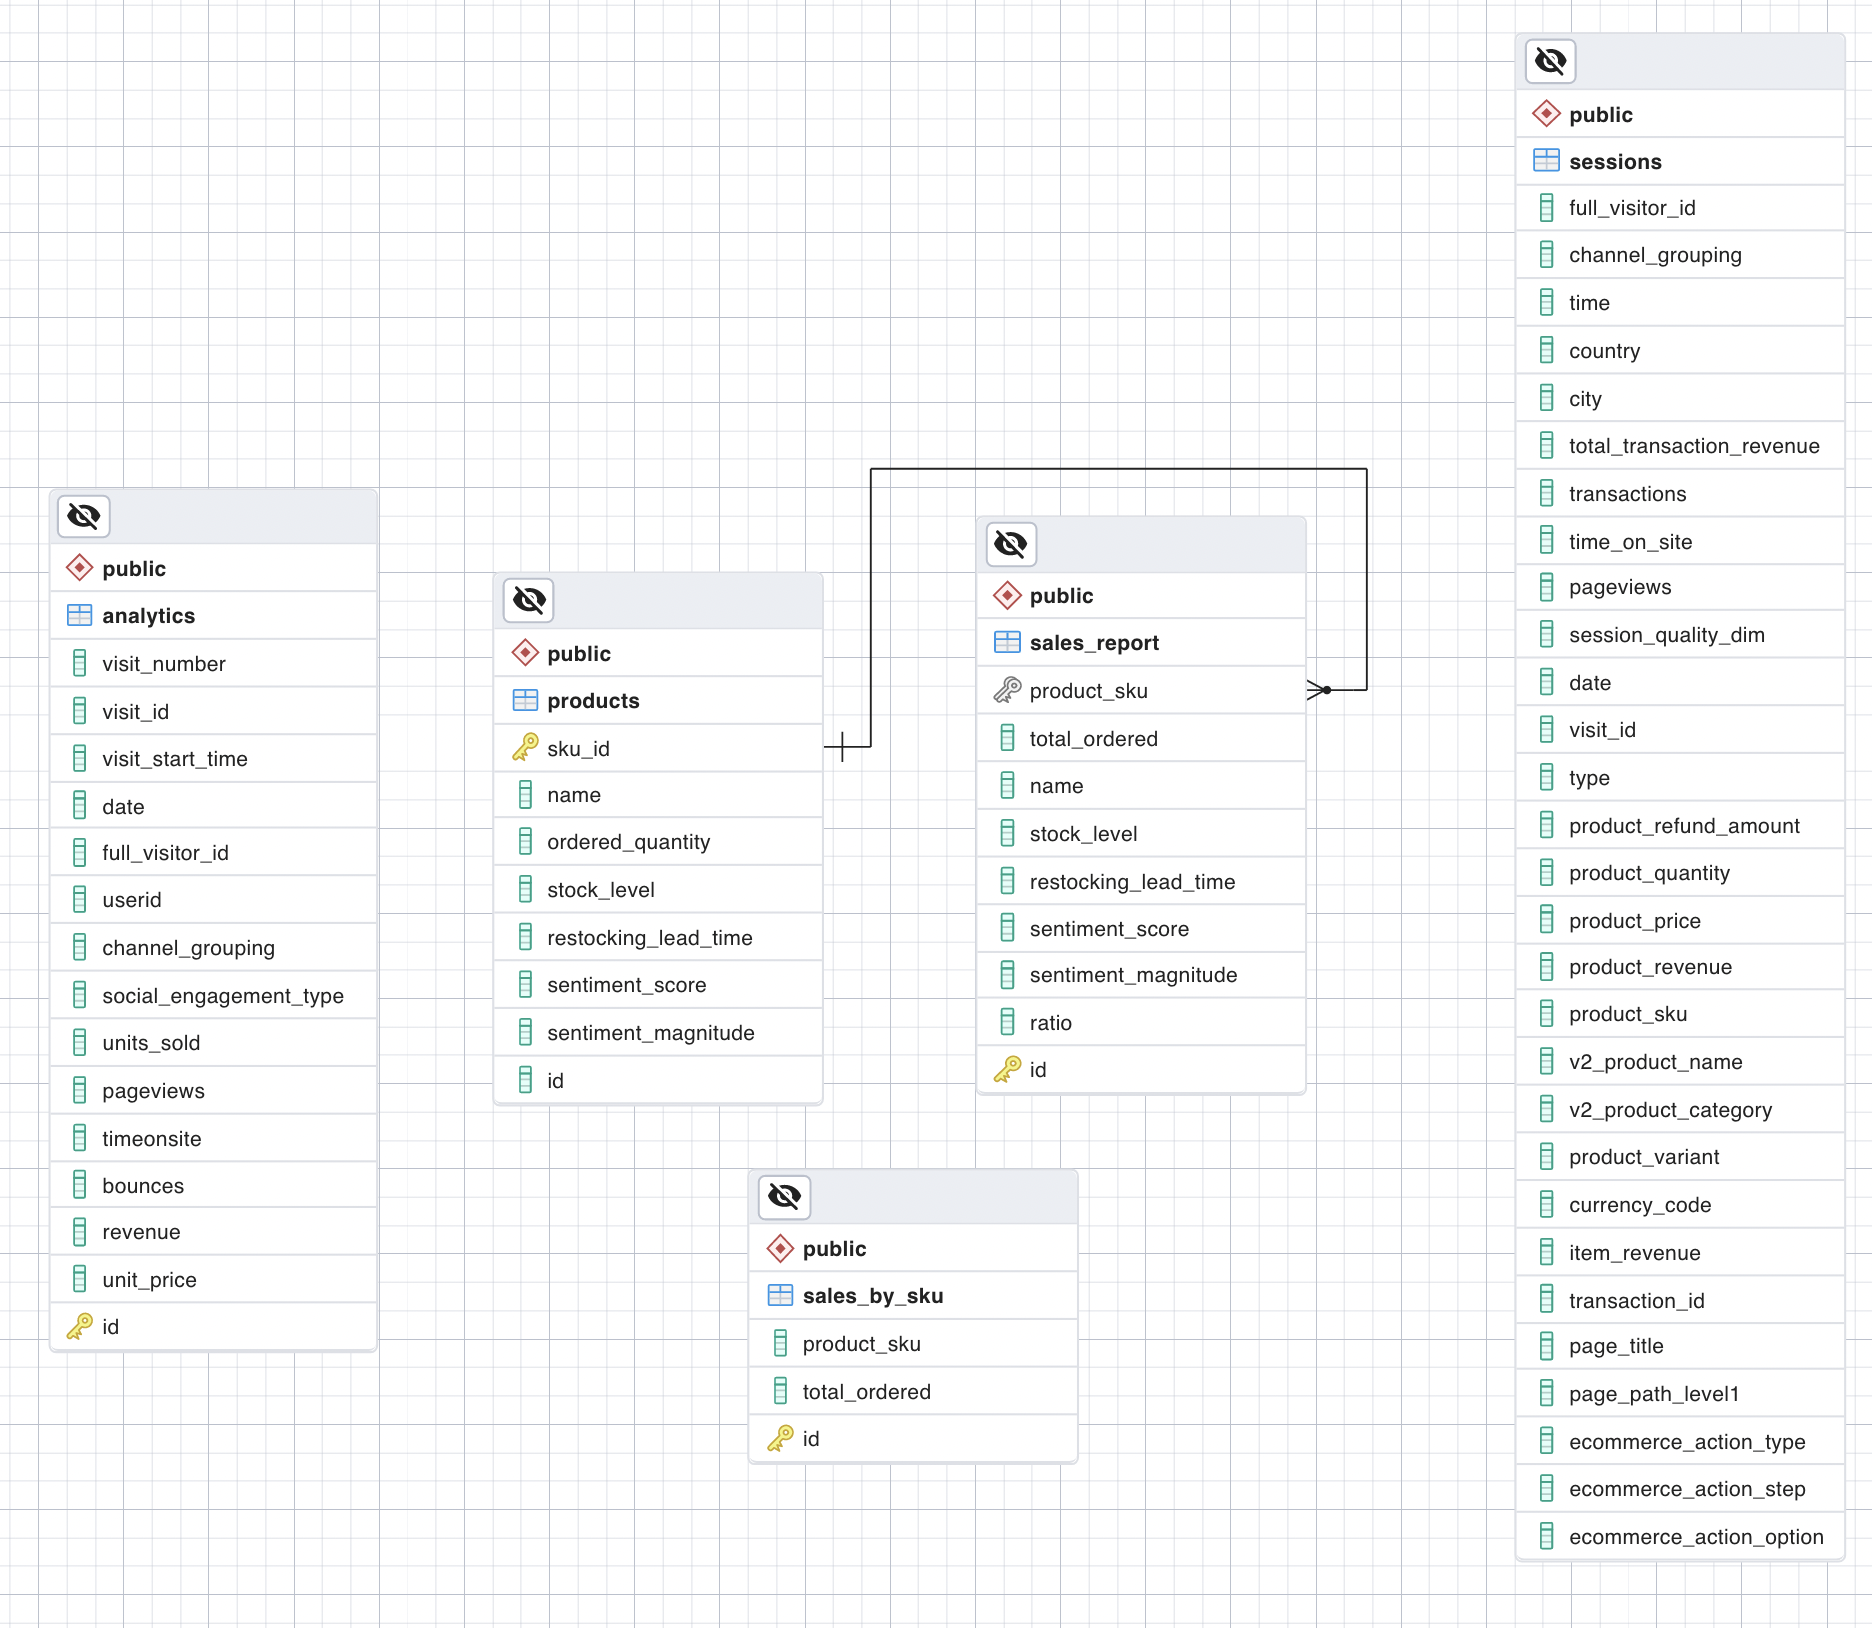 public
analytics
visit_number
visit_id
visit_start_time
date
full_visitor_id
userid
channel_grouping
social_engagement_type
units_sold
pageviews
timeonsite
bounces
revenue
unit_price
id
public
products
sku_id
name
ordered_quantity
stock_level
restocking_lead_time
sentiment_score
sentiment_magnitude
id
public
sales_report
product_sku
total_ordered
name
stock_level
restocking_lead_time
sentiment_score
sentiment_magnitude
ratio
id
public
sales_by_sku
product_sku
total_ordered
id
public
sessions
full_visitor_id
channel_grouping
time
country
city
total_transaction_revenue
transactions
time_on_site
pageviews
session_quality_dim
date
visit_id
type
product_refund_amount
product_quantity
product_price
product_revenue
product_sku
v2_product_name
v2_product_category
product_variant
currency_code
item_revenue
transaction_id
page_title
page_path_level1
ecommerce_action_type
ecommerce_action_step
ecommerce_action_option